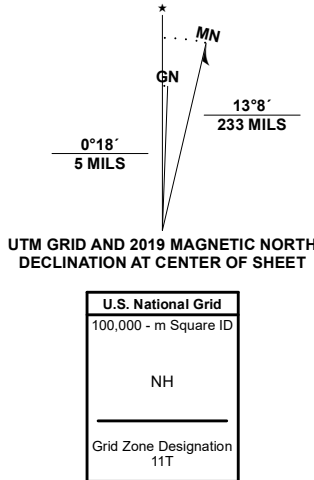 ★
MN
GN
0°18´
5 MILS
13°8´
233 MILS
UTM GRID AND 2019 MAGNETIC NORTH
DECLINATION AT CENTER OF SHEET
U.S. National Grid
100,000 - m Square ID
NH
Grid Zone Designation
11T